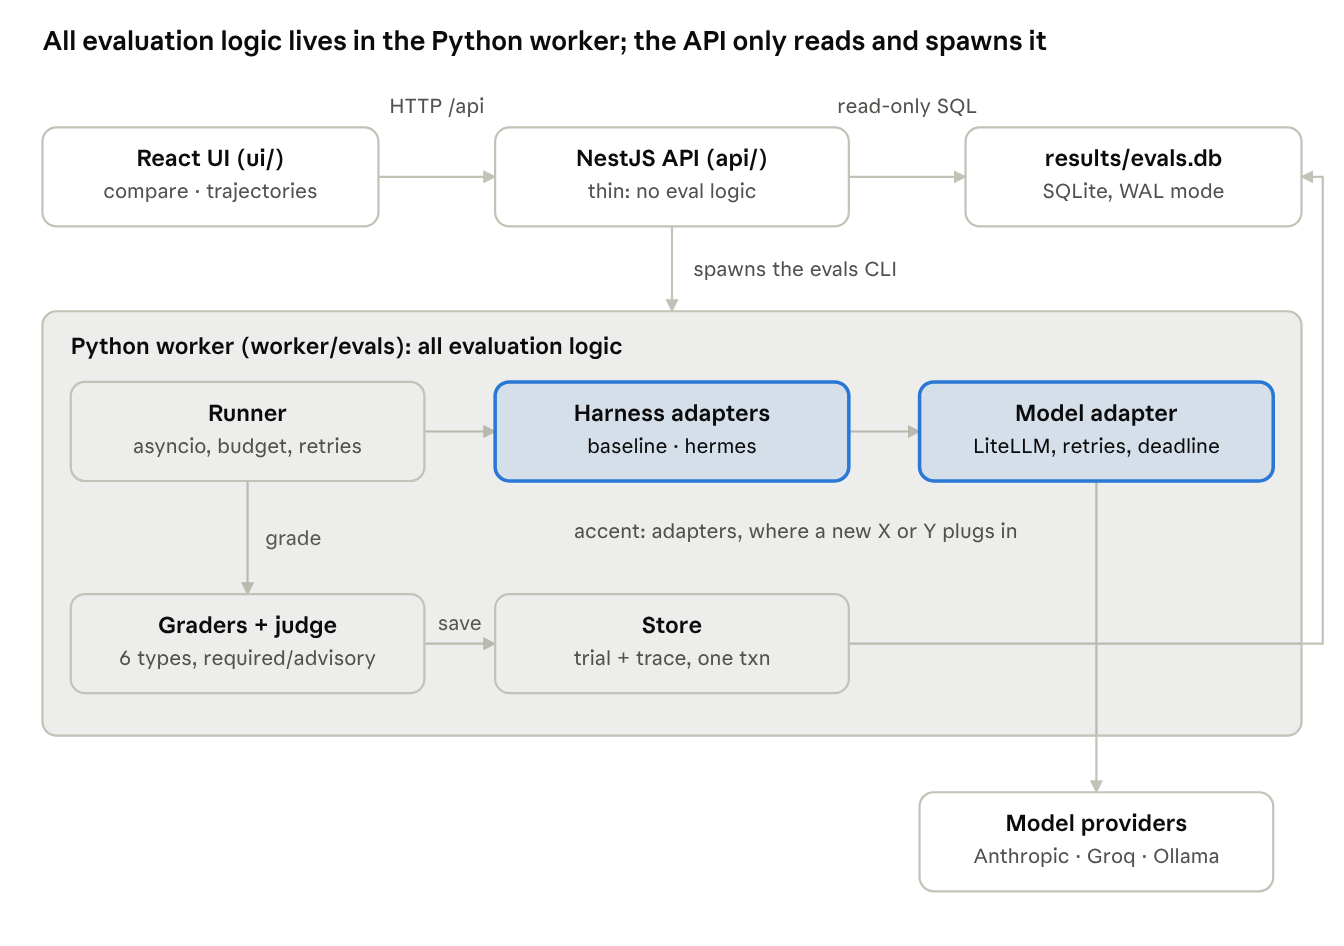 All evaluation logic lives in the Python worker; the API only reads and spawns it
HTTP /api
read-only SQL
React UI (ui/)
compare · trajectories
NestJS API (api/)
thin: no eval logic
results/evals.db
SQLite, WAL mode
spawns the evals CLI
Python worker (worker/evals): all evaluation logic
Runner
asyncio, budget, retries
Harness adapters
baseline · hermes
Model adapter
LiteLLM, retries, deadline
accent: adapters, where a new X or Y plugs in
grade
Graders + judge
6 types, required/advisory
save
Store
trial + trace, one txn
Model providers
Anthropic · Groq · Ollama